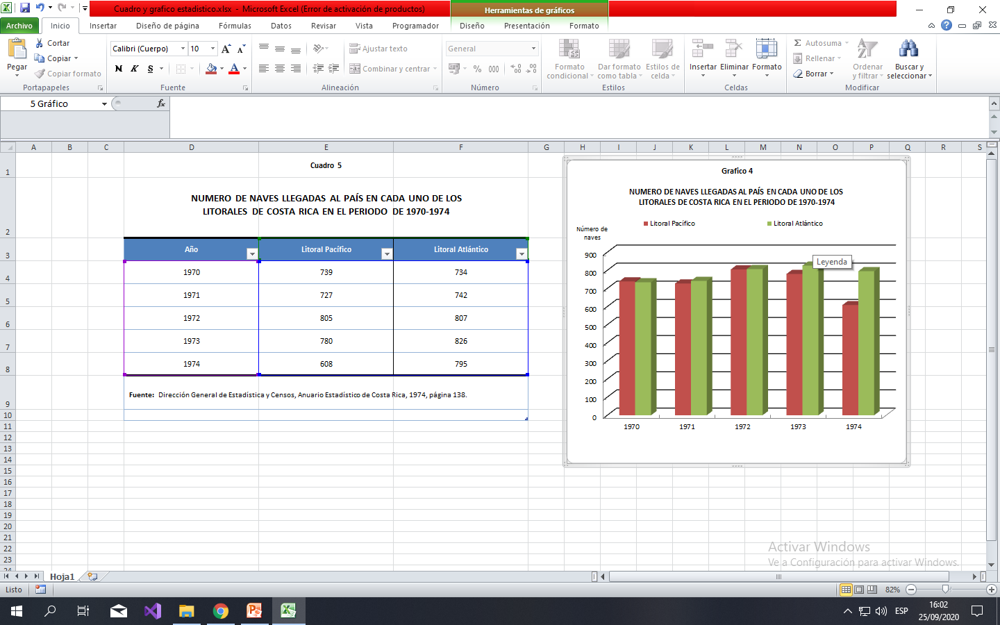 Cuadro y grafico estadistico.xlsx - Microsoft Excel (Error de activación de productos)
Herramientas de gráficos
Archivo Inicio Insertar Diseño de página Fórmulas Datos Revisar Vista Programador Diseño Presentación Formato
Pegar
Cortar
Copiar
Copiar formato
Portapapeles
Calibri (Cuerpo) 10
N K S
Fuente
Ajustar texto
Combinar y centrar
Alineación
General
% 000
Número
Formato condicional
Dar formato como tabla
Estilos de celda
Estilos
Insertar Eliminar Formato
Celdas
Autosuma
Rellenar
Borrar
Ordenar y filtrar
Buscar y seleccionar
Modificar
5 Gráfico
fx
A B C D E F G H I J K L M N O P Q R S
1
2
3
4
5
6
7
8
9
10
11
12
13
14
15
16
17
18
19
20
21
22
23
24
Cuadro 5
NUMERO DE NAVES LLEGADAS AL PAÍS EN CADA UNO DE LOS
LITORALES DE COSTA RICA EN EL PERIODO DE 1970-1974
Año Litoral Pacífico Litoral Atlántico
1970 739 734
1971 727 742
1972 805 807
1973 780 826
1974 608 795
Fuente: Dirección General de Estadística y Censos, Anuario Estadístico de Costa Rica, 1974, página 138.
Grafico 4
NUMERO DE NAVES LLEGADAS AL PAÍS EN CADA UNO DE LOS
LITORALES DE COSTA RICA EN EL PERIODO DE 1970-1974
Litoral Pacífico Litoral Atlántico
Número de
naves
900
800
700
600
500
400
300
200
100
0
Leyenda
1970 1971 1972 1973 1974
Activar Windows
Ve a Configuración para activar Windows.
Hoja1
Listo
82%
ESP
16:02
25/09/2020